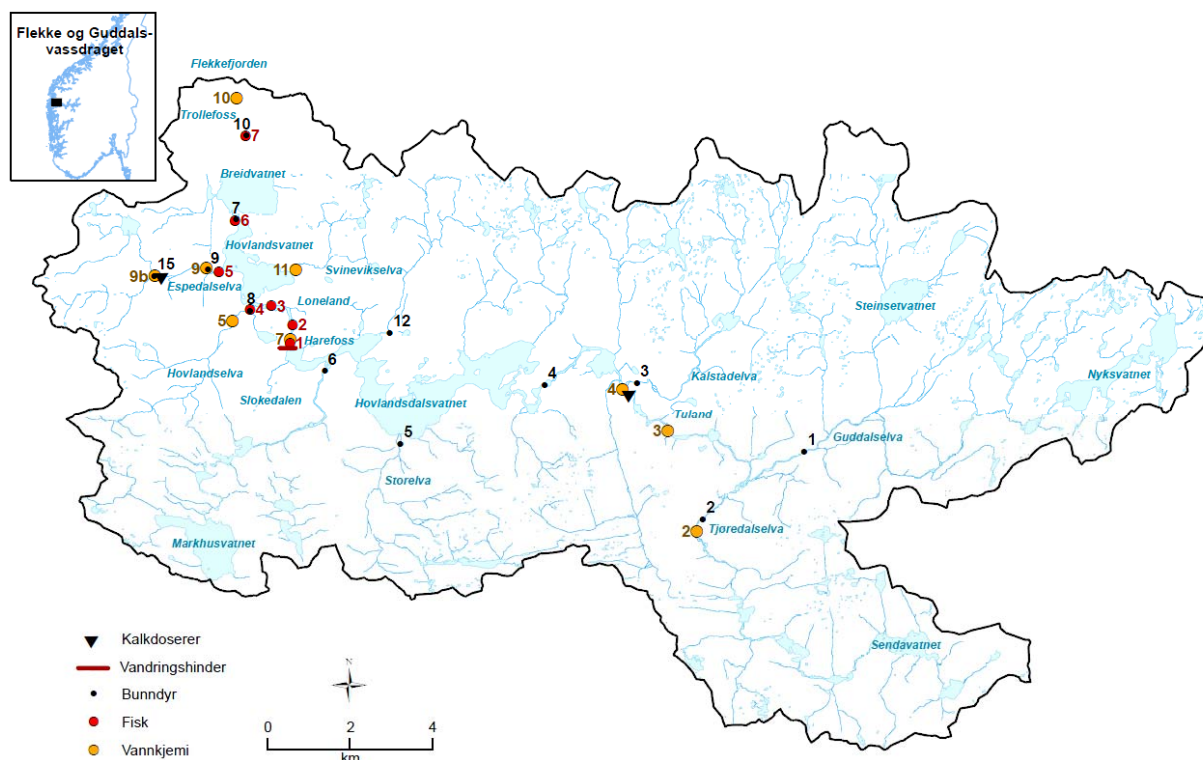 Flekke og Guddals-
vassdraget
Flekkefjorden
10
Trollefoss
10
7
Breidvatnet
7
6
Hovlandsvatnet
15
9
9
5
11
Svinevikselva
9b
Espedalselva
8
4
3
Loneland
5
2
12
7
1
Harefoss
6
Hovlandselva
Slokedalen
Hovlandsdalsvatnet
4
3
4
Kalstadelva
Steinsetvatnet
Nyksvatnet
Tuland
3
5
1
Guddalselva
Storelva
2
2
Tjøredalselva
Markhusvatnet
Sendavatnet
Kalkdoserer
Vandringshinder
Bunndyr
Fisk
Vannkjemi
N
0 2 4
km